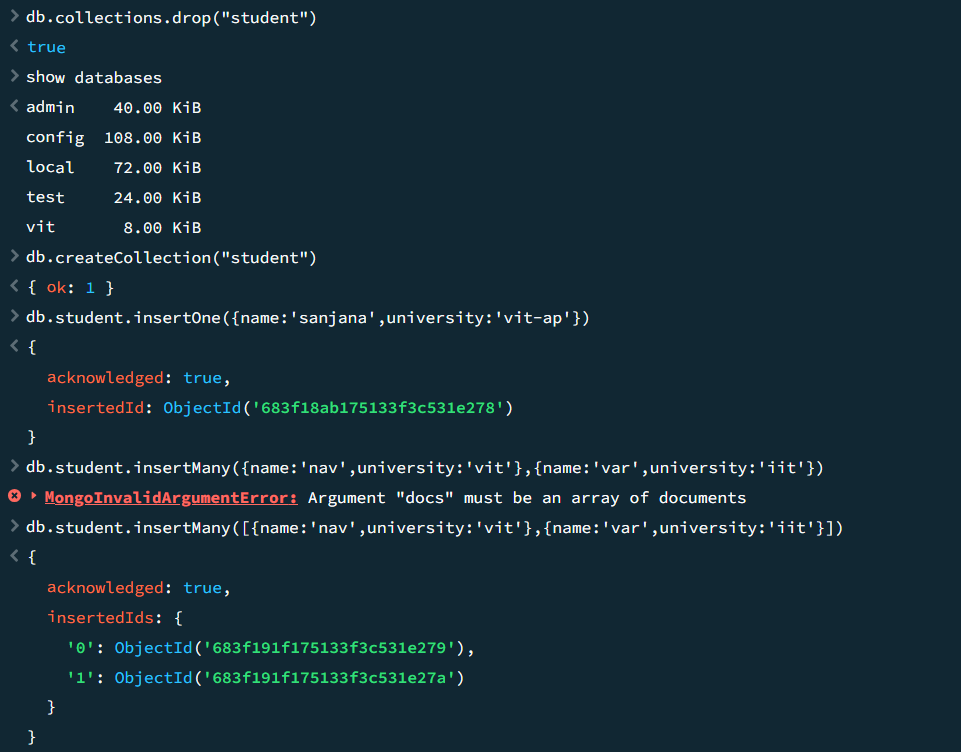 > db.collections.drop("student")
< true
> show databases
< admin 40.00 KiB
config 108.00 KiB
local 72.00 KiB
test 24.00 KiB
vit 8.00 KiB
> db.createCollection("student")
< { ok: 1 }
> db.student.insertOne({name:'sanjana',university:'vit-ap'})
< {
acknowledged: true,
insertedId: ObjectId('683f18ab175133f3c531e278')
}
> db.student.insertMany({name:'nav',university:'vit'},{name:'var',university:'iit'})
MongoInvalidArgumentError: Argument "docs" must be an array of documents
> db.student.insertMany([{name:'nav',university:'vit'},{name:'var',university:'iit'}])
< {
acknowledged: true,
insertedIds: {
'0': ObjectId('683f191f175133f3c531e279'),
'1': ObjectId('683f191f175133f3c531e27a')
}
}